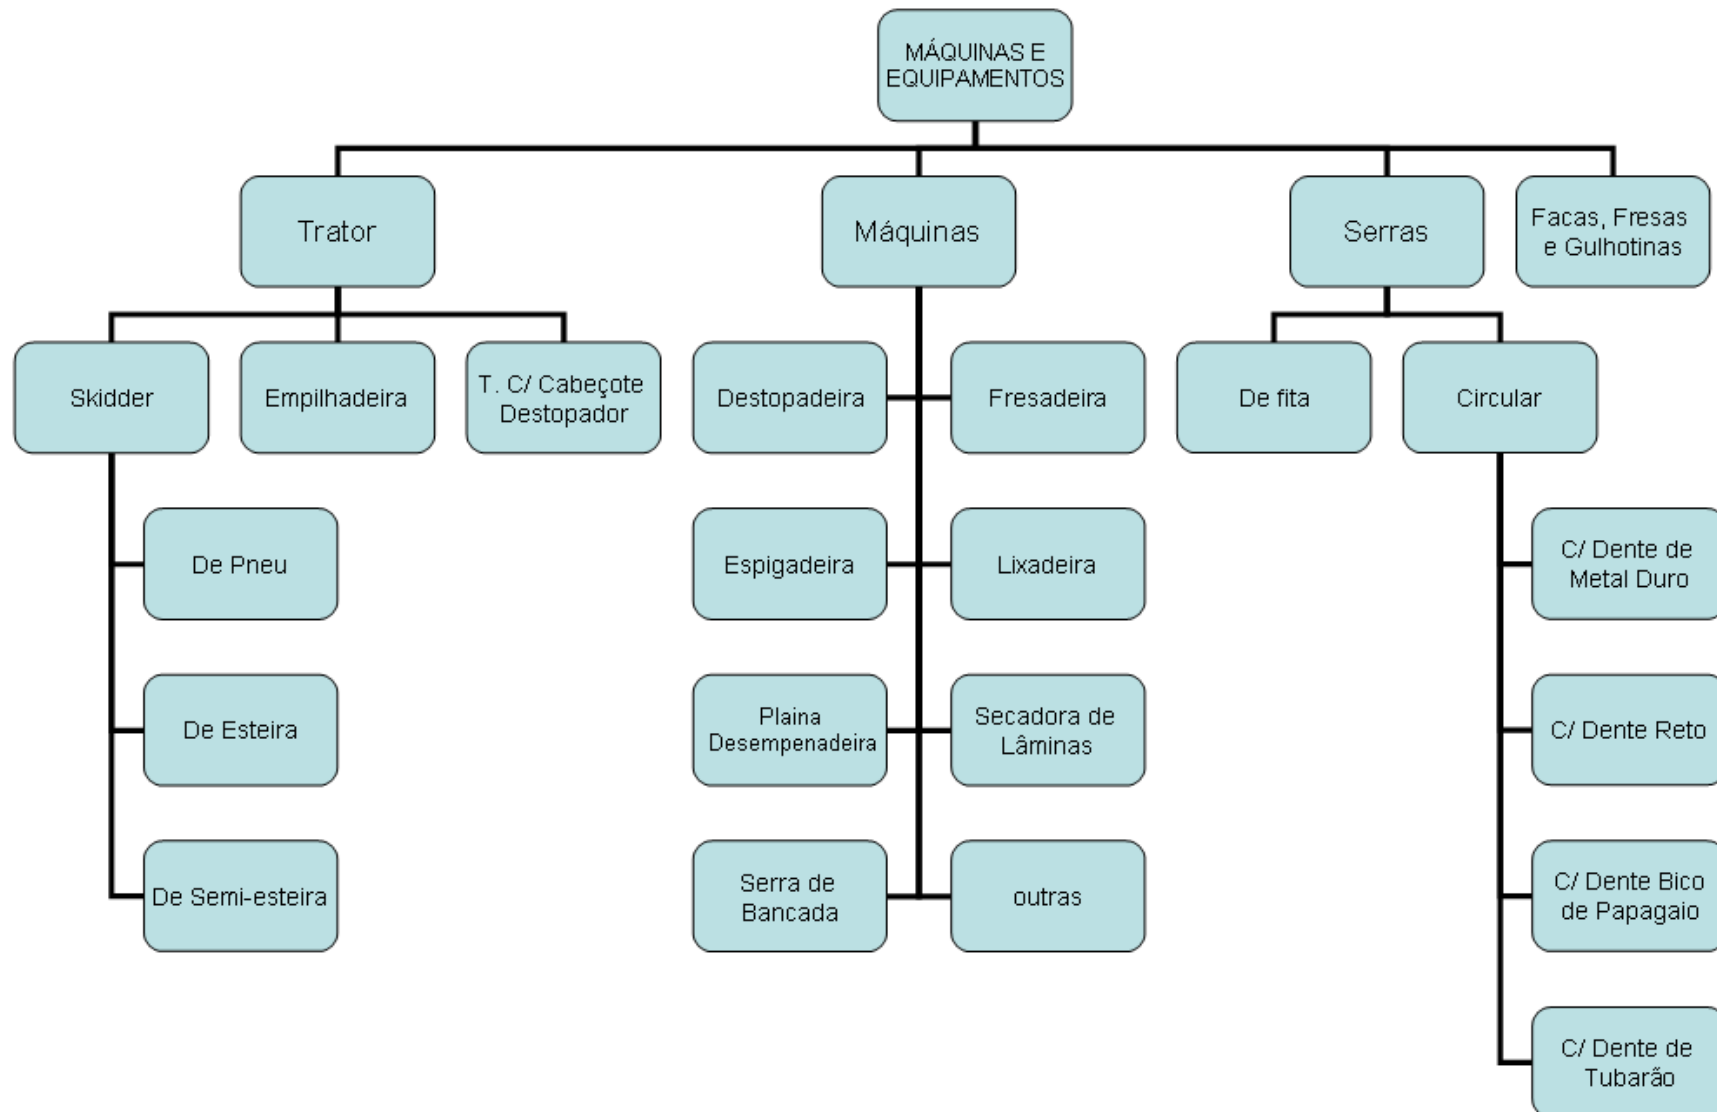 MÁQUINAS E
EQUIPAMENTOS
Trator
Máquinas
Serras
Facas, Fresas
e Gulhotinas
Skidder
Empilhadeira
T. C/ Cabeçote
Destopador
Destopadeira
Fresadeira
De fita
Circular
De Pneu
Espigadeira
Lixadeira
C/ Dente de
Metal Duro
De Esteira
Plaina
Desempenadeira
Secadora de
Lâminas
C/ Dente Reto
De Semi-esteira
Serra de
Bancada
outras
C/ Dente Bico
de Papagaio
C/ Dente de
Tubarão